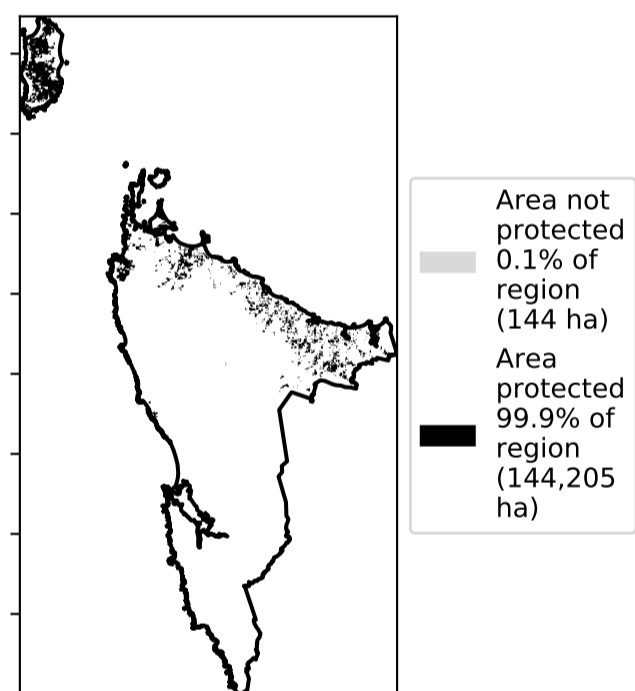 Area not
protected
0.1% of
region
(144 ha)
Area
protected
99.9% of
region
(144,205
ha)